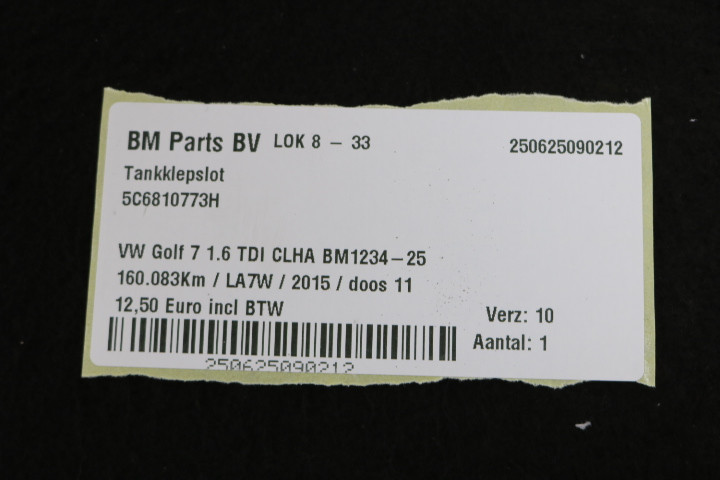 BM Parts BV LOK 8 - 33 250625090212
Tankklepslot
5C6810773H
VW Golf 7 1.6 TDI CLHA BM1234-25
160.083Km / LA7W / 2015 / doos 11
12,50 Euro incl BTW
Verz: 10
Aantal: 1
250625090212